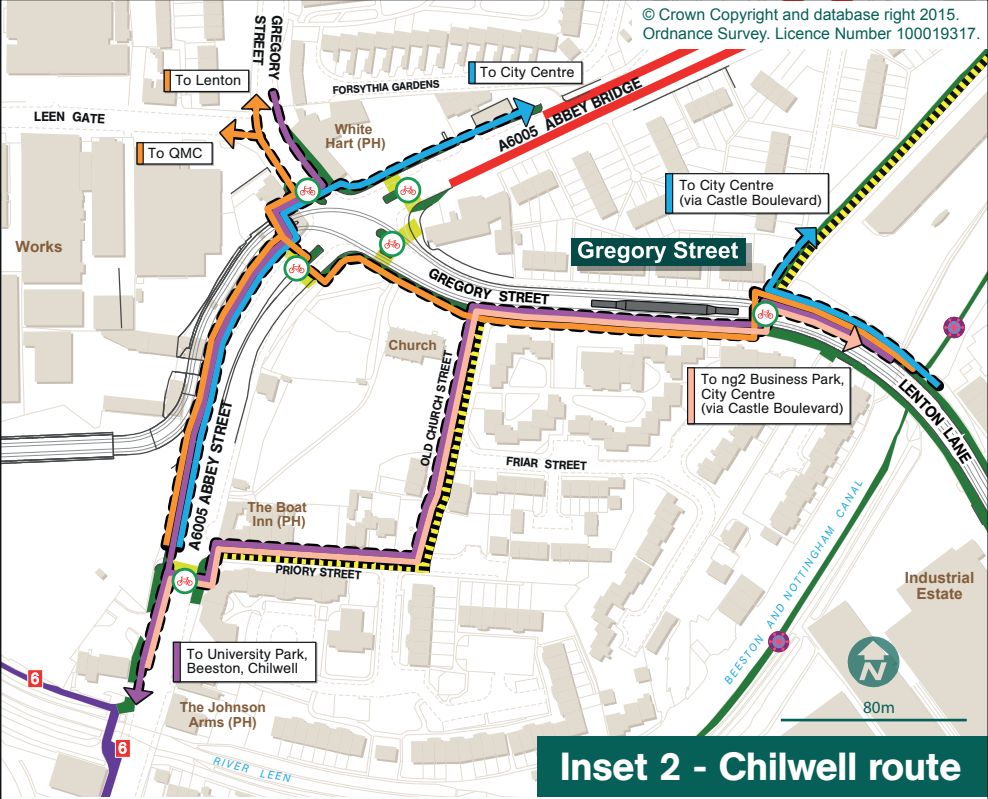 © Crown Copyright and database right 2015.
Ordnance Survey. Licence Number 100019317.
GREGORY
STREET
To Lenton
To City Centre
FORSYTHIA GARDENS
A6005 ABBEY BRIDGE
LEEN GATE
White
Hart (PH)
To QMC
To City Centre
(via Castle Boulevard)
Works
Gregory Street
GREGORY STREET
Church
To ng2 Business Park,
City Centre
(via Castle Boulevard)
LENTON LANE
OLD CHURCH STREET
A6005 ABBEY STREET
FRIAR STREET
The Boat
Inn (PH)
PRIORY STREET
BEESTON AND NOTTINGHAM CANAL
Industrial
Estate
To University Park,
Beeston, Chilwell
N
6
80m
The Johnson
Arms (PH)
6
RIVER LEEN
Inset 2 - Chilwell route